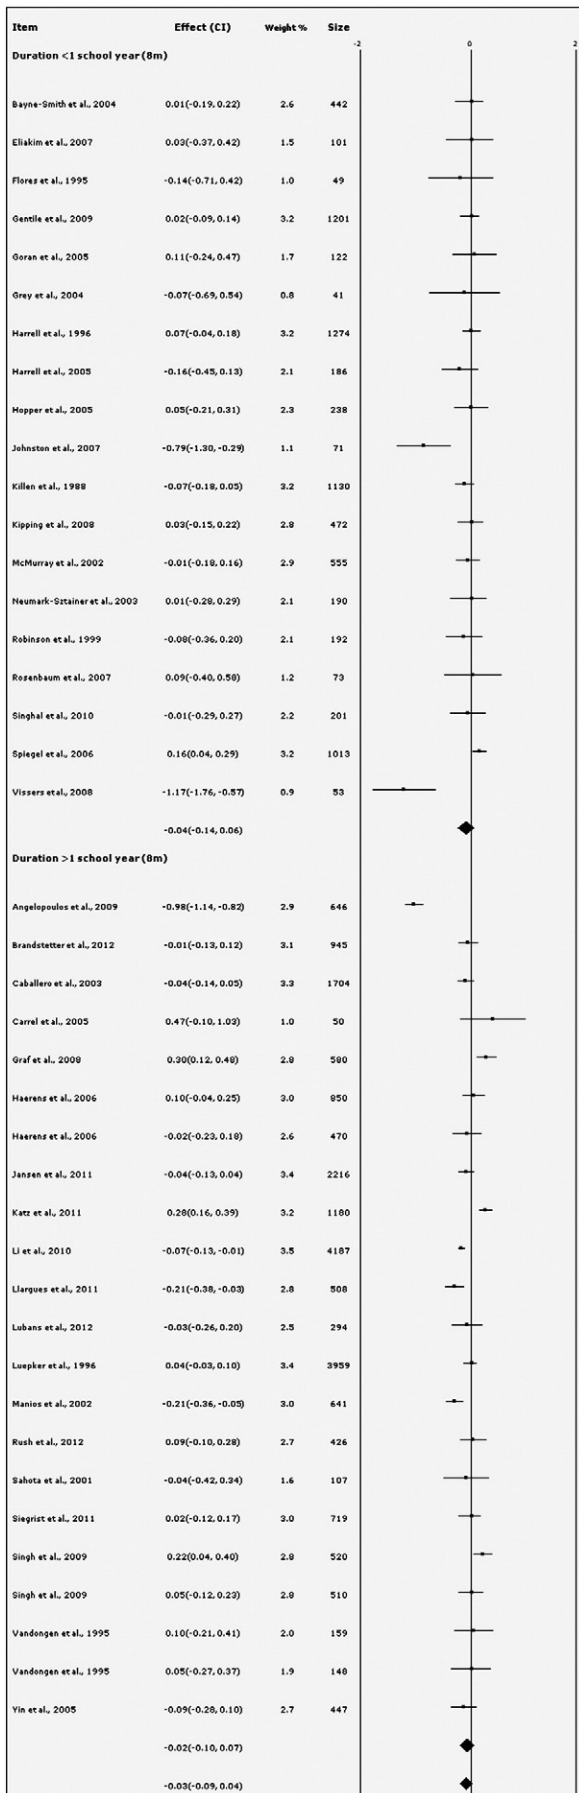 Item Effect (CI) Weight % Size
-2 0 2
Duration <1 school year (8m)
Bayne-Smith et al., 2004 0.01(-0.19, 0.22) 2.6 442
Eliakim et al., 2007 0.03(-0.37, 0.42) 1.5 101
Flores et al., 1995 -0.14(-0.71, 0.42) 1.0 49
Gentile et al., 2009 0.02(-0.09, 0.14) 3.2 1201
Goran et al., 2005 0.11(-0.24, 0.47) 1.7 122
Grey et al., 2004 -0.07(-0.69, 0.54) 0.8 41
Harrell et al., 1996 0.07(-0.04, 0.18) 3.2 1274
Harrell et al., 2005 -0.16(-0.45, 0.13) 2.1 186
Hopper et al., 2005 0.05(-0.21, 0.31) 2.3 238
Johnston et al., 2007 -0.79(-1.30, -0.29) 1.1 71
Killen et al., 1988 -0.07(-0.18, 0.05) 3.2 1130
Kipping et al., 2008 0.03(-0.15, 0.22) 2.8 472
McMurray et al., 2002 -0.01(-0.18, 0.16) 2.9 555
Neumark-Sztainer et al., 2003 0.01(-0.28, 0.29) 2.1 190
Robinson et al., 1999 -0.08(-0.36, 0.20) 2.1 192
Rosenbaum et al., 2007 0.09(-0.40, 0.58) 1.2 73
Singhal et al., 2010 -0.01(-0.29, 0.27) 2.2 201
Spiegel et al., 2006 0.16(0.04, 0.29) 3.2 1013
Vissers et al., 2008 -1.17(-1.76, -0.57) 0.9 53
-0.04(-0.14, 0.06)
Duration >1 school year (8m)
Angelopoulos et al., 2009 -0.98(-1.14, -0.82) 2.9 646
Brandstetter et al., 2012 -0.01(-0.13, 0.12) 3.1 945
Caballero et al., 2003 -0.04(-0.14, 0.05) 3.3 1704
Carrel et al., 2005 0.47(-0.10, 1.03) 1.0 50
Graf et al., 2008 0.30(0.12, 0.48) 2.8 580
Haerens et al., 2006 0.10(-0.04, 0.25) 3.0 850
Haerens et al., 2006 -0.02(-0.23, 0.18) 2.6 470
Jansen et al., 2011 -0.04(-0.13, 0.04) 3.4 2216
Katz et al., 2011 0.28(0.16, 0.39) 3.2 1180
Li et al., 2010 -0.07(-0.13, -0.01) 3.5 4187
Llargues et al., 2011 -0.21(-0.38, -0.03) 2.8 508
Lubans et al., 2012 -0.03(-0.26, 0.20) 2.5 294
Luepker et al., 1996 0.04(-0.03, 0.10) 3.4 3959
Manios et al., 2002 -0.21(-0.36, -0.05) 3.0 641
Rush et al., 2012 0.09(-0.10, 0.28) 2.7 426
Sahota et al., 2001 -0.04(-0.42, 0.34) 1.6 107
Siegrist et al., 2011 0.02(-0.12, 0.17) 3.0 719
Singh et al., 2009 0.22(0.04, 0.40) 2.8 520
Singh et al., 2009 0.05(-0.12, 0.23) 2.8 510
Vandongen et al., 1995 0.10(-0.21, 0.41) 2.0 159
Vandongen et al., 1995 0.05(-0.27, 0.37) 1.9 148
Yin et al., 2005 -0.09(-0.28, 0.10) 2.7 447
-0.02(-0.10, 0.07)
-0.03(-0.09, 0.04)